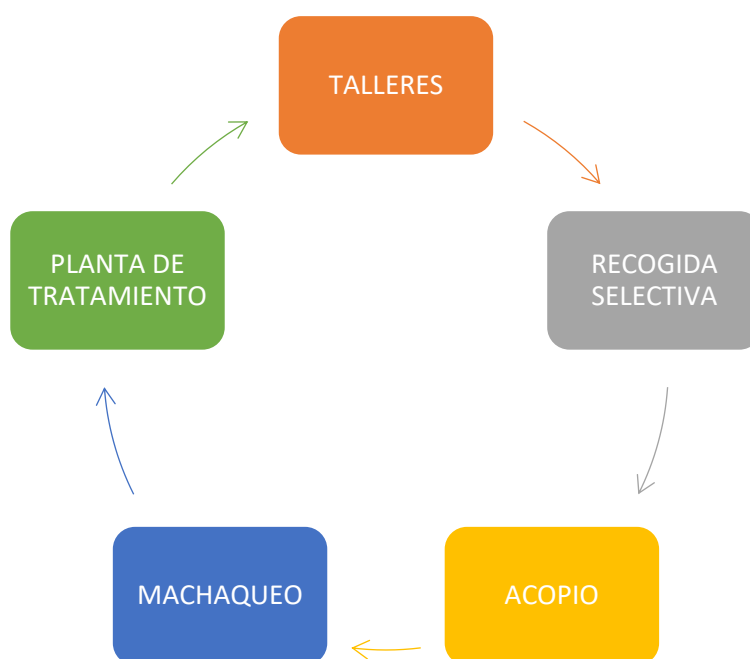 TALLERES
RECOGIDA
SELECTIVA
ACOPIO
MACHAQUEO
PLANTA DE
TRATAMIENTO